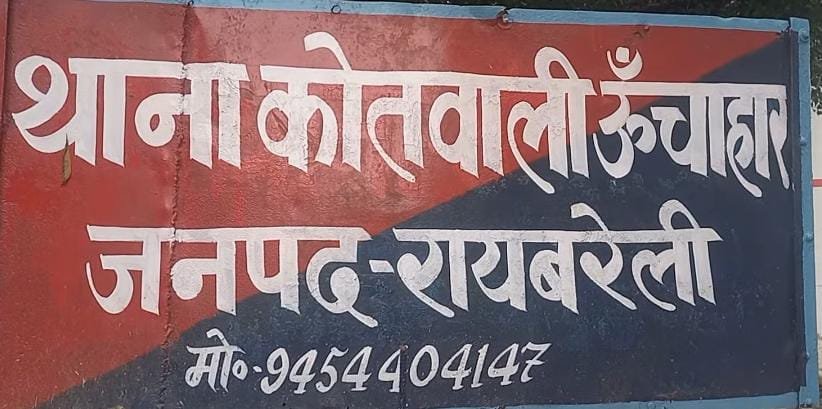 थाना कोतवाली ऊँचाहार
जनपद-रायबरेली
मो०-9454404147